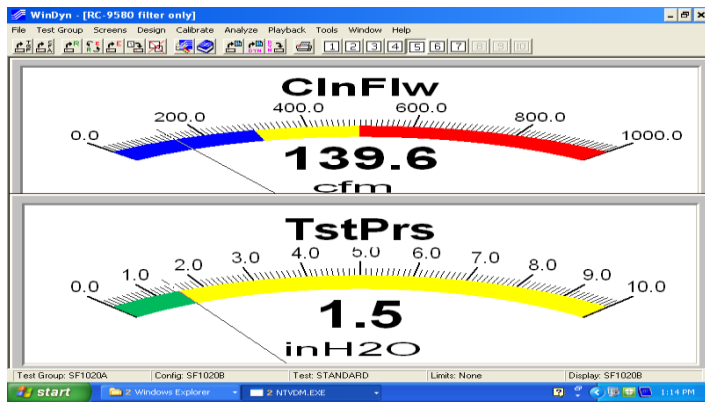 WinDyn - [RC-9580 filter only]
File Test Group Screens Design Calibrate Analyze Playback Tools Window Help
1 2 3 4 5 6 7 8 9 10
ClnFlw
0.0 200.0 400.0 600.0 800.0 1000.0
139.6
cfm
TstPrs
0.0 1.0 2.0 3.0 4.0 5.0 6.0 7.0 8.0 9.0 10.0
1.5
inH2O
Test Group: SF1020A Config: SF1020B Test: STANDARD Limits: None Display: SF1020B
start 2 Windows Explorer 2 NTVDM.EXE 1:14 PM